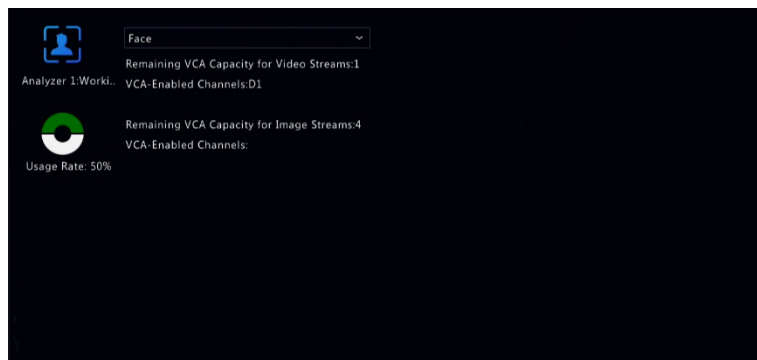 Face
Remaining VCA Capacity for Video Streams:1
Analyzer 1:Worki..
VCA-Enabled Channels:D1
Remaining VCA Capacity for Image Streams:4
VCA-Enabled Channels:
Usage Rate: 50%